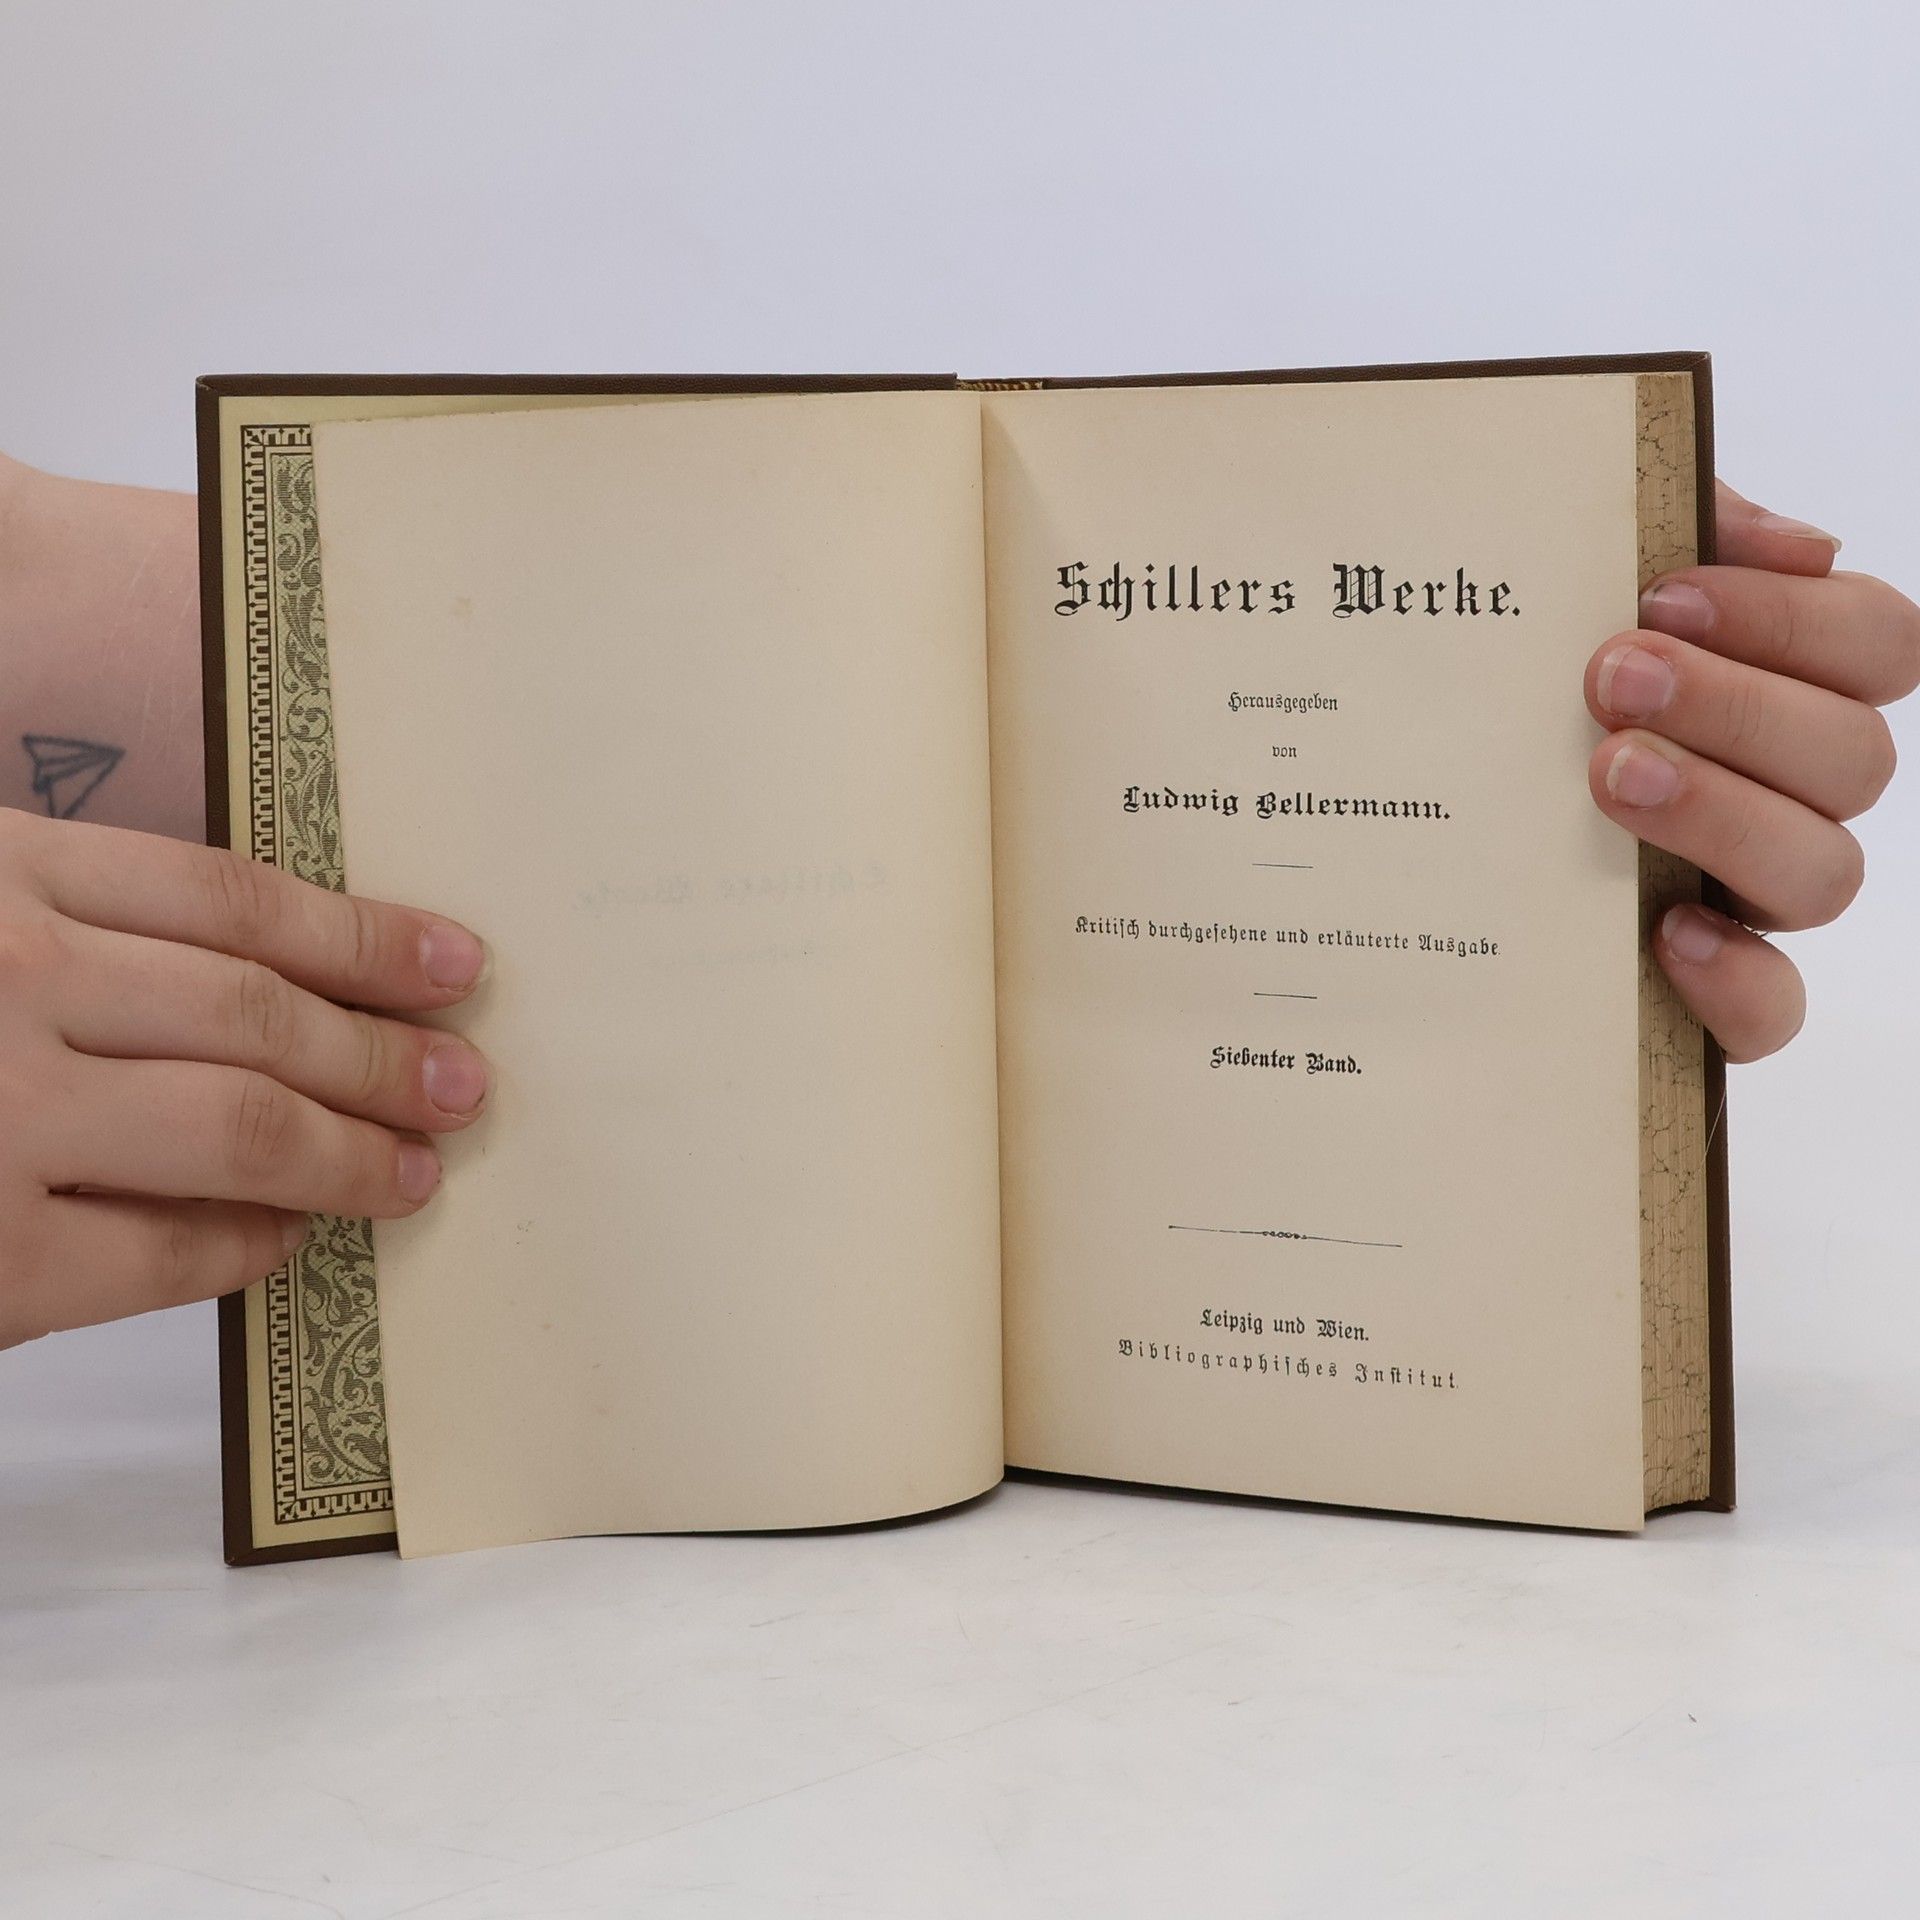 Schillers Werke.
Herausgegeben
von
Ludwig Bellermann.
Kritisch durchgesehene und erläuterte Ausgabe.
Siebenter Band.
Leipzig und Wien.
Bibliographisches Institut.